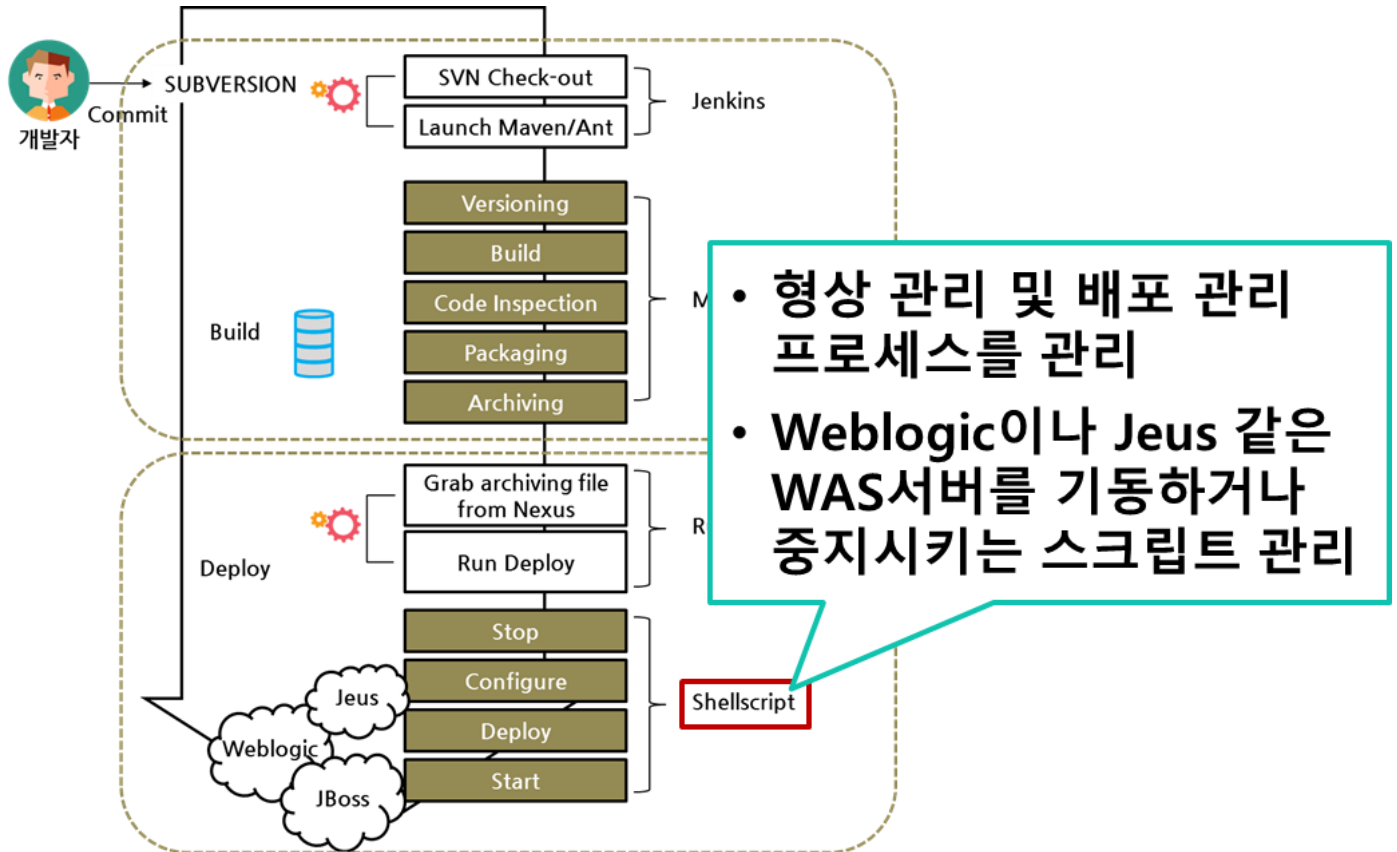 SUBVERSION
Commit
개발자
SVN Check-out
Launch Maven/Ant
Jenkins
Versioning
Build
Code Inspection
Packaging
Archiving
Build
M
• 형상 관리 및 배포 관리
프로세스를 관리
• Weblogic이나 Jeus 같은
WAS서버를 기동하거나
중지시키는 스크립트 관리
Grab archiving file
from Nexus
Run Deploy
R
Deploy
Stop
Configure
Deploy
Start
Shellscript
Jeus
Weblogic
JBoss